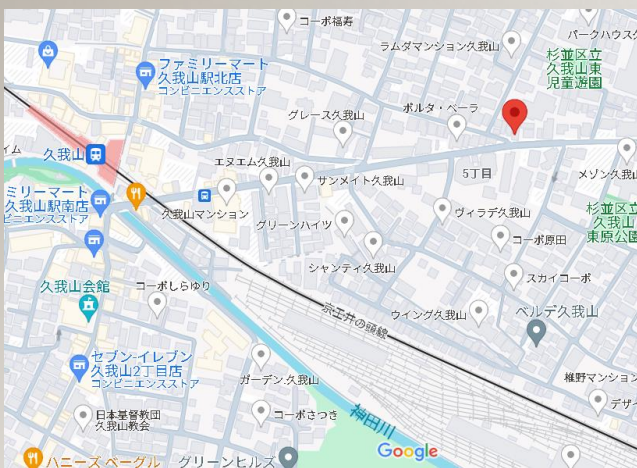 コーポ福寿
パークハウス久
ラムダマンション久我山
ファミリーマート
久我山駅北店
コンビニエンスストア
杉並区立
久我山東
児童遊園
ポルタ・ベーラ
グレース久我山
イム
久我山
エヌエム久我山
サンメイト久我山
5丁目
メゾン久我山
ミリーマート
久我山駅南店
ビニエンスストア
久我山マンション
グリーンハイツ
ヴィラデ久我山
杉並区立
久我山
東原公園
コーポ原田
シャンティ久我山
久我山会館
コーポしらゆり
スカイコーポ
京王井の頭線
ウイング久我山
ベルデ久我山
セブン-イレブン
久我山2丁目店
コンビニエンスストア
ガーデン.久我山
椎野マンション
日本基督教団
久我山教会
コーポさつき
神田川
デザイ
Google
ハニーズ ベーグル
グリーンヒルズ